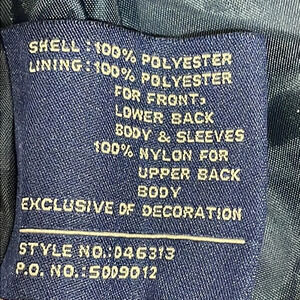 SHELL: 100% POLYESTER
LINING: 100% POLYESTER
FOR FRONT,
LOWER BACK
BODY & SLEEVES
100% NYLON FOR
UPPER BACK
BODY
EXCLUSIVE OF DECORATION
STYLE NO.: 046313
P.O. NO.: 5009012